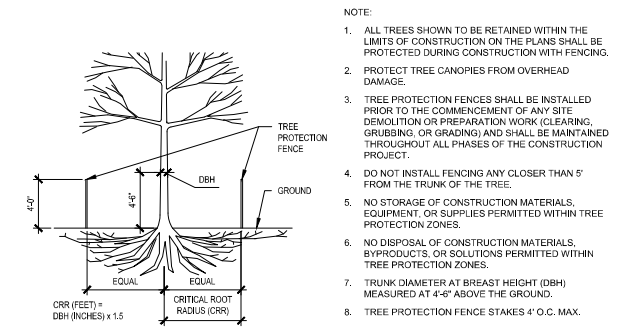 NOTE:
1. ALL TREES SHOWN TO BE RETAINED WITHIN THE
LIMITS OF CONSTRUCTION ON THE PLANS SHALL BE
PROTECTED DURING CONSTRUCTION WITH FENCING.
2. PROTECT TREE CANOPIES FROM OVERHEAD
DAMAGE.
3. TREE PROTECTION FENCES SHALL BE INSTALLED
PRIOR TO THE COMMENCEMENT OF ANY SITE
DEMOLITION OR PREPARATION WORK (CLEARING,
GRUBBING, OR GRADING) AND SHALL BE MAINTAINED
THROUGHOUT ALL PHASES OF THE CONSTRUCTION
PROJECT.
4. DO NOT INSTALL FENCING ANY CLOSER THAN 5'
FROM THE TRUNK OF THE TREE.
5. NO STORAGE OF CONSTRUCTION MATERIALS,
EQUIPMENT, OR SUPPLIES PERMITTED WITHIN TREE
PROTECTION ZONES.
6. NO DISPOSAL OF CONSTRUCTION MATERIALS,
BYPRODUCTS, OR SOLUTIONS PERMITTED WITHIN
TREE PROTECTION ZONES.
7. TRUNK DIAMETER AT BREAST HEIGHT (DBH)
MEASURED AT 4'-6" ABOVE THE GROUND.
8. TREE PROTECTION FENCE STAKES 4' O.C. MAX.
TREE
PROTECTION
FENCE
DBH
GROUND
4'-0"
4'-6"
EQUAL
EQUAL
CRITICAL ROOT
RADIUS (CRR)
CRR (FEET) =
DBH (INCHES) x 1.5